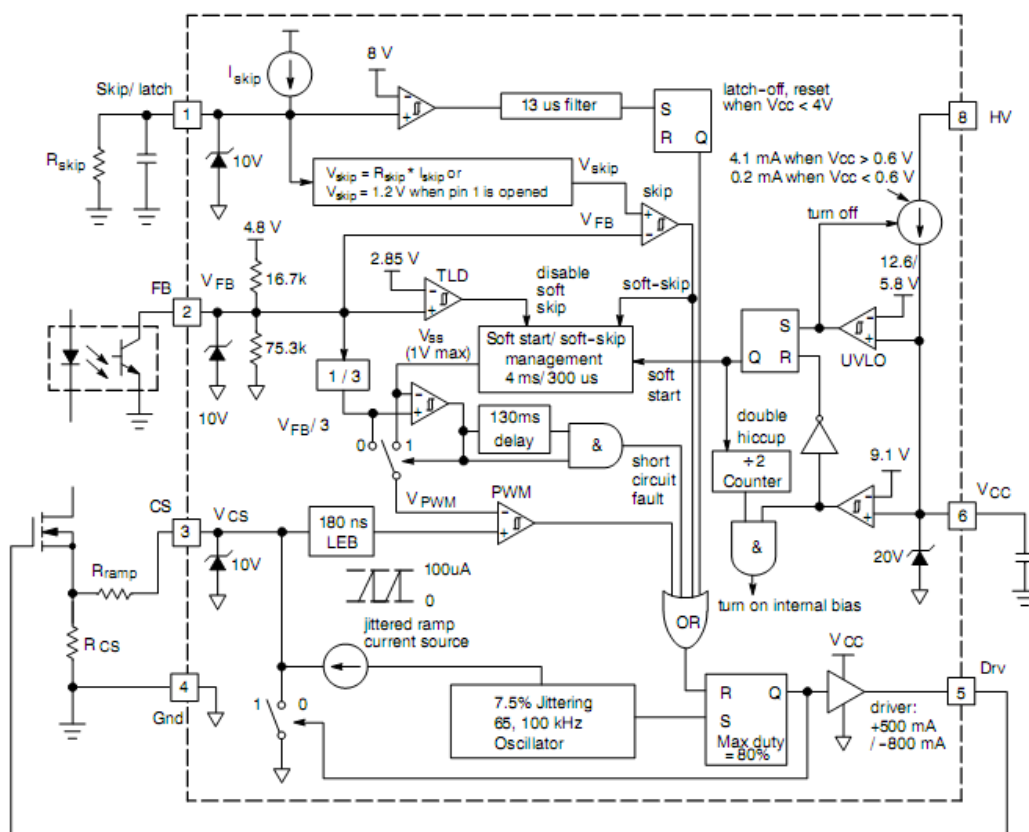 Skip/ latch
1
Rskip
Iskip
8 V
13 us filter
S
R
Q
latch-off, reset
when Vcc < 4V
8
HV
10V
Vskip = Rskip * Iskip or
Vskip = 1.2 V when pin 1 is opened
Vskip
skip
+
-
VFB
4.1 mA when Vcc > 0.6 V
0.2 mA when Vcc < 0.6 V
turn off
12.6/
5.8 V
4.8 V
16.7k
FB
2
VFB
75.3k
10V
2.85 V
TLD
-
+
disable
soft
skip
soft-skip
Vss
(1V max)
Soft start/ soft-skip
management
4 ms/ 300 us
soft
start
S
Q
R
-
+
UVLO
1 / 3
VFB/ 3
0
1
-
+
130ms
delay
&
short
circuit
fault
double
hiccup
÷2
Counter
9.1 V
-
+
VCC
6
20V
&
turn on internal bias
VPWM
PWM
-
+
CS
3
VCS
10V
180 ns
LEB
Rramp
RCS
100uA
0
jittered ramp
current source
OR
4
Gnd
1
0
7.5% Jittering
65, 100 kHz
Oscillator
R
Q
S
Max duty
= 80%
VCC
Drv
5
driver:
+500 mA
/ -800 mA